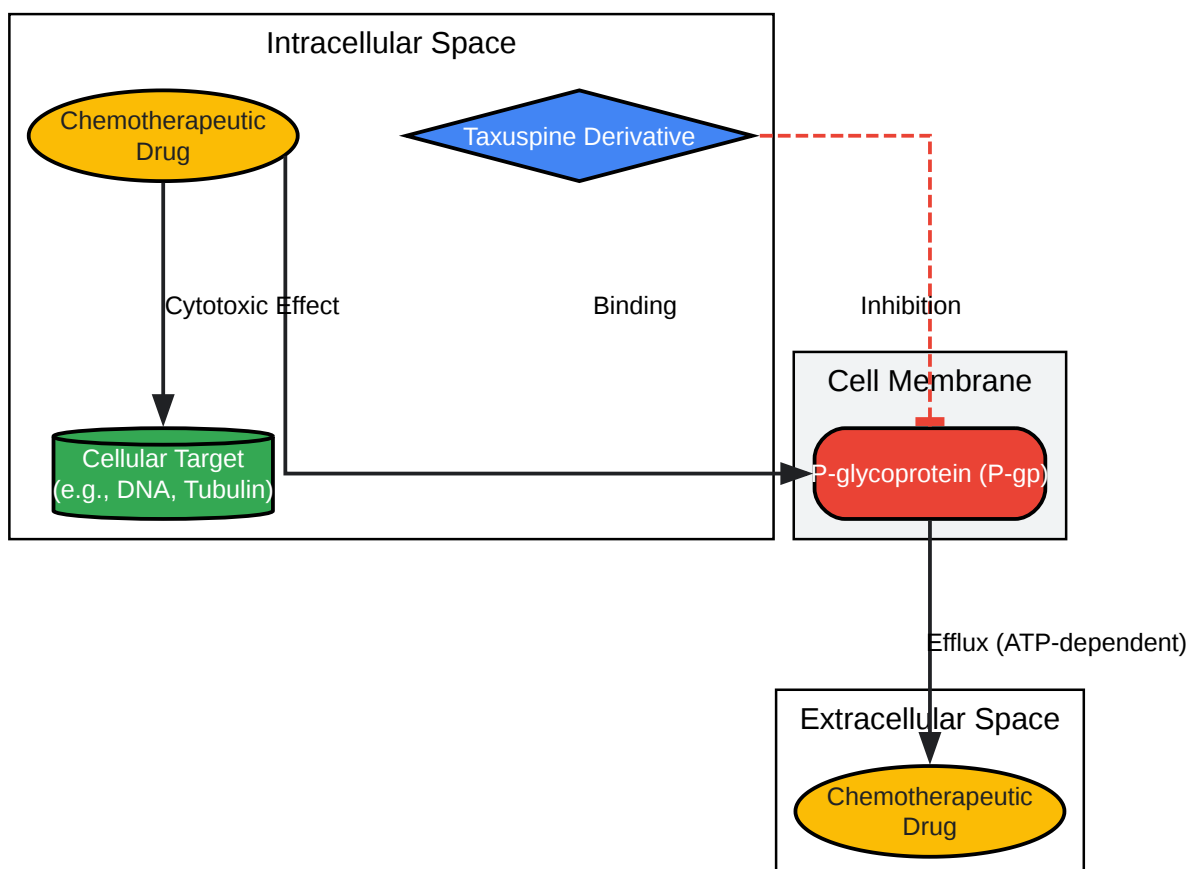 Intracellular Space
Chemotherapeutic
Drug
Taxuspine Derivative
Cytotoxic Effect
Binding
Inhibition
Cell Membrane
Cellular Target
(e.g., DNA, Tubulin)
P-glycoprotein (P-gp)
Efflux (ATP-dependent)
Extracellular Space
Chemotherapeutic
Drug